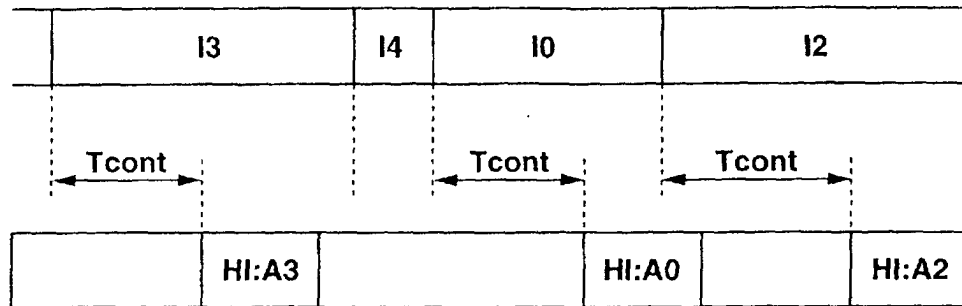 I3 I4 I0 I2
Tcont Tcont Tcont
HI:A3 HI:A0 HI:A2